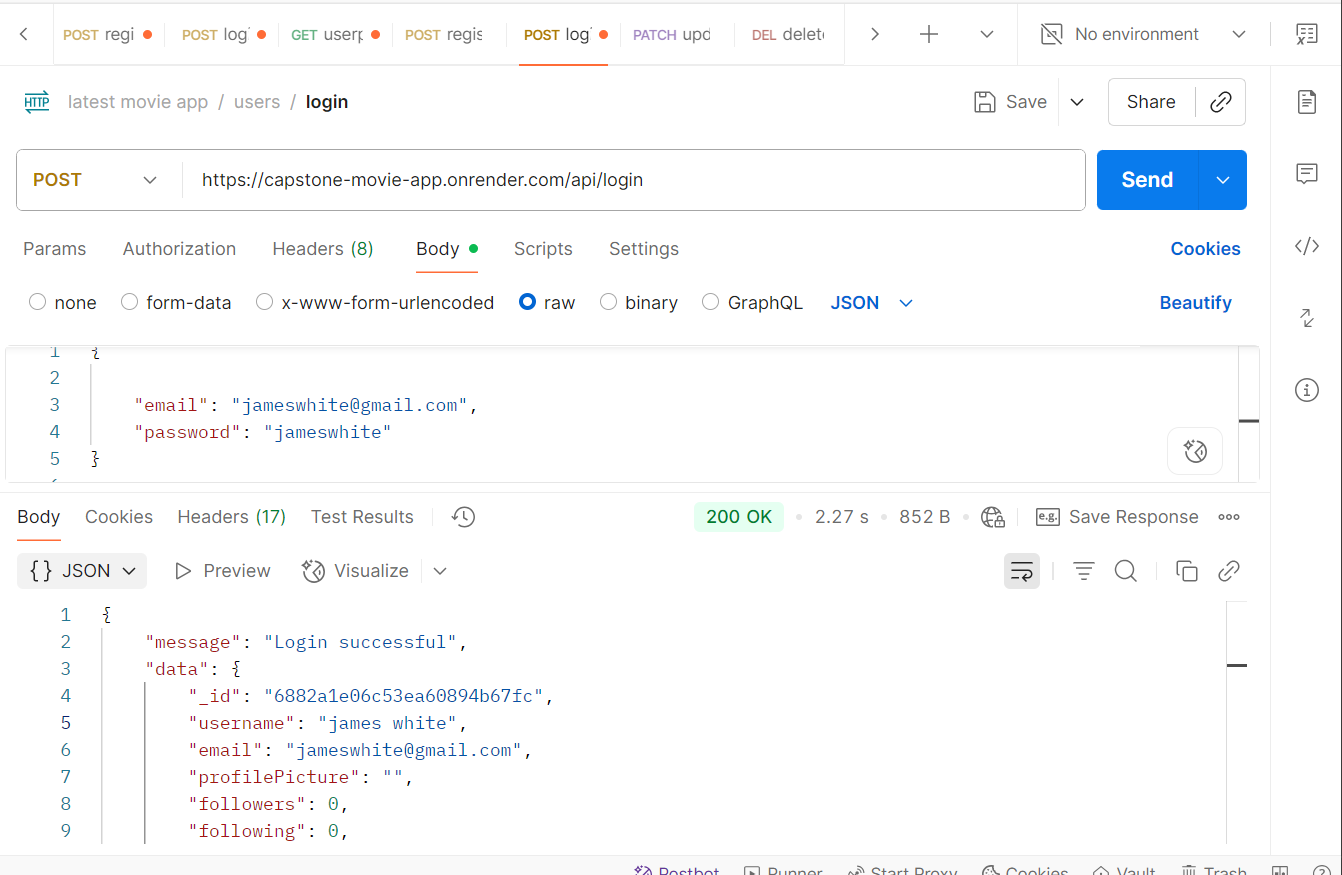 POST regi POST log GET userp POST regis POST log PATCH upd DEL delet No environment
HTTP latest movie app / users / login Save Share
POST https://capstone-movie-app.onrender.com/api/login Send
Params Authorization Headers (8) Body Scripts Settings Cookies
none form-data x-www-form-urlencoded raw binary GraphQL JSON Beautify
1 {
2
3 "email": "jameswhite@gmail.com",
4 "password": "jameswhite"
5 }
Body Cookies Headers (17) Test Results 200 OK 2.27 s 852 B e.g. Save Response
{} JSON Preview Visualize
1 {
2 "message": "Login successful",
3 "data": {
4 "_id": "6882a1e06c53ea60894b67fc",
5 "username": "james white",
6 "email": "jameswhite@gmail.com",
7 "profilePicture": "",
8 "followers": 0,
9 "following": 0,
Postbot Runner Start Proxy Cookies Vault Trash